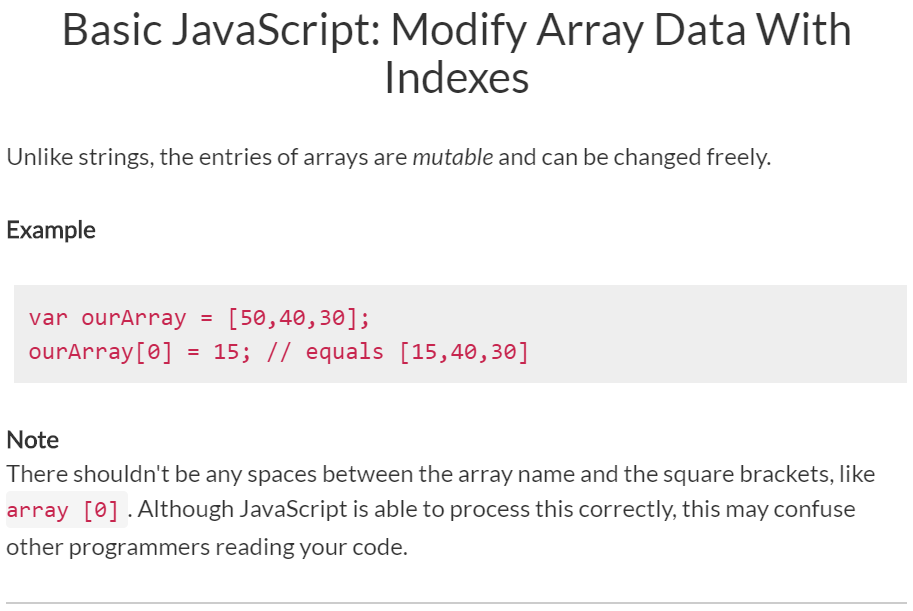 Basic JavaScript: Modify Array Data With
Indexes
Unlike strings, the entries of arrays are mutable and can be changed freely.
Example
var ourArray = [50,40,30];
ourArray[0] = 15; // equals [15,40,30]
Note
There shouldn't be any spaces between the array name and the square brackets, like
array [0] . Although JavaScript is able to process this correctly, this may confuse
other programmers reading your code.